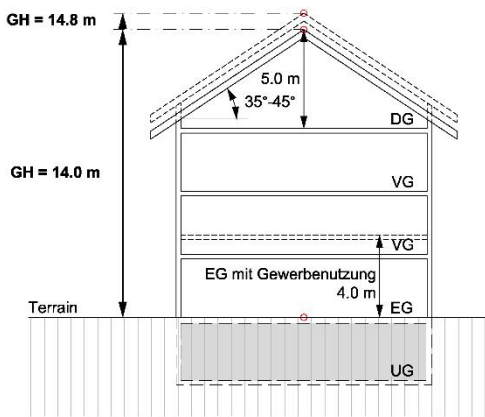 GH = 14.8 m
5.0 m
35°-45°
DG
GH = 14.0 m
VG
VG
EG mit Gewerbenutzung
4.0 m
Terrain
EG
UG